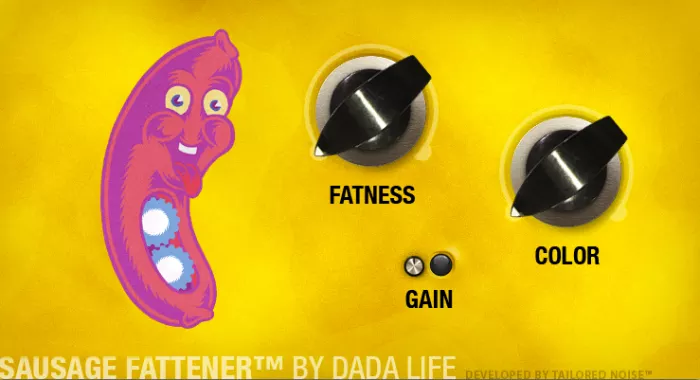 FATNESS
COLOR
GAIN
SAUSAGE FATTENER™ BY DADA LIFE DEVELOPED BY TAILORED NOISE™